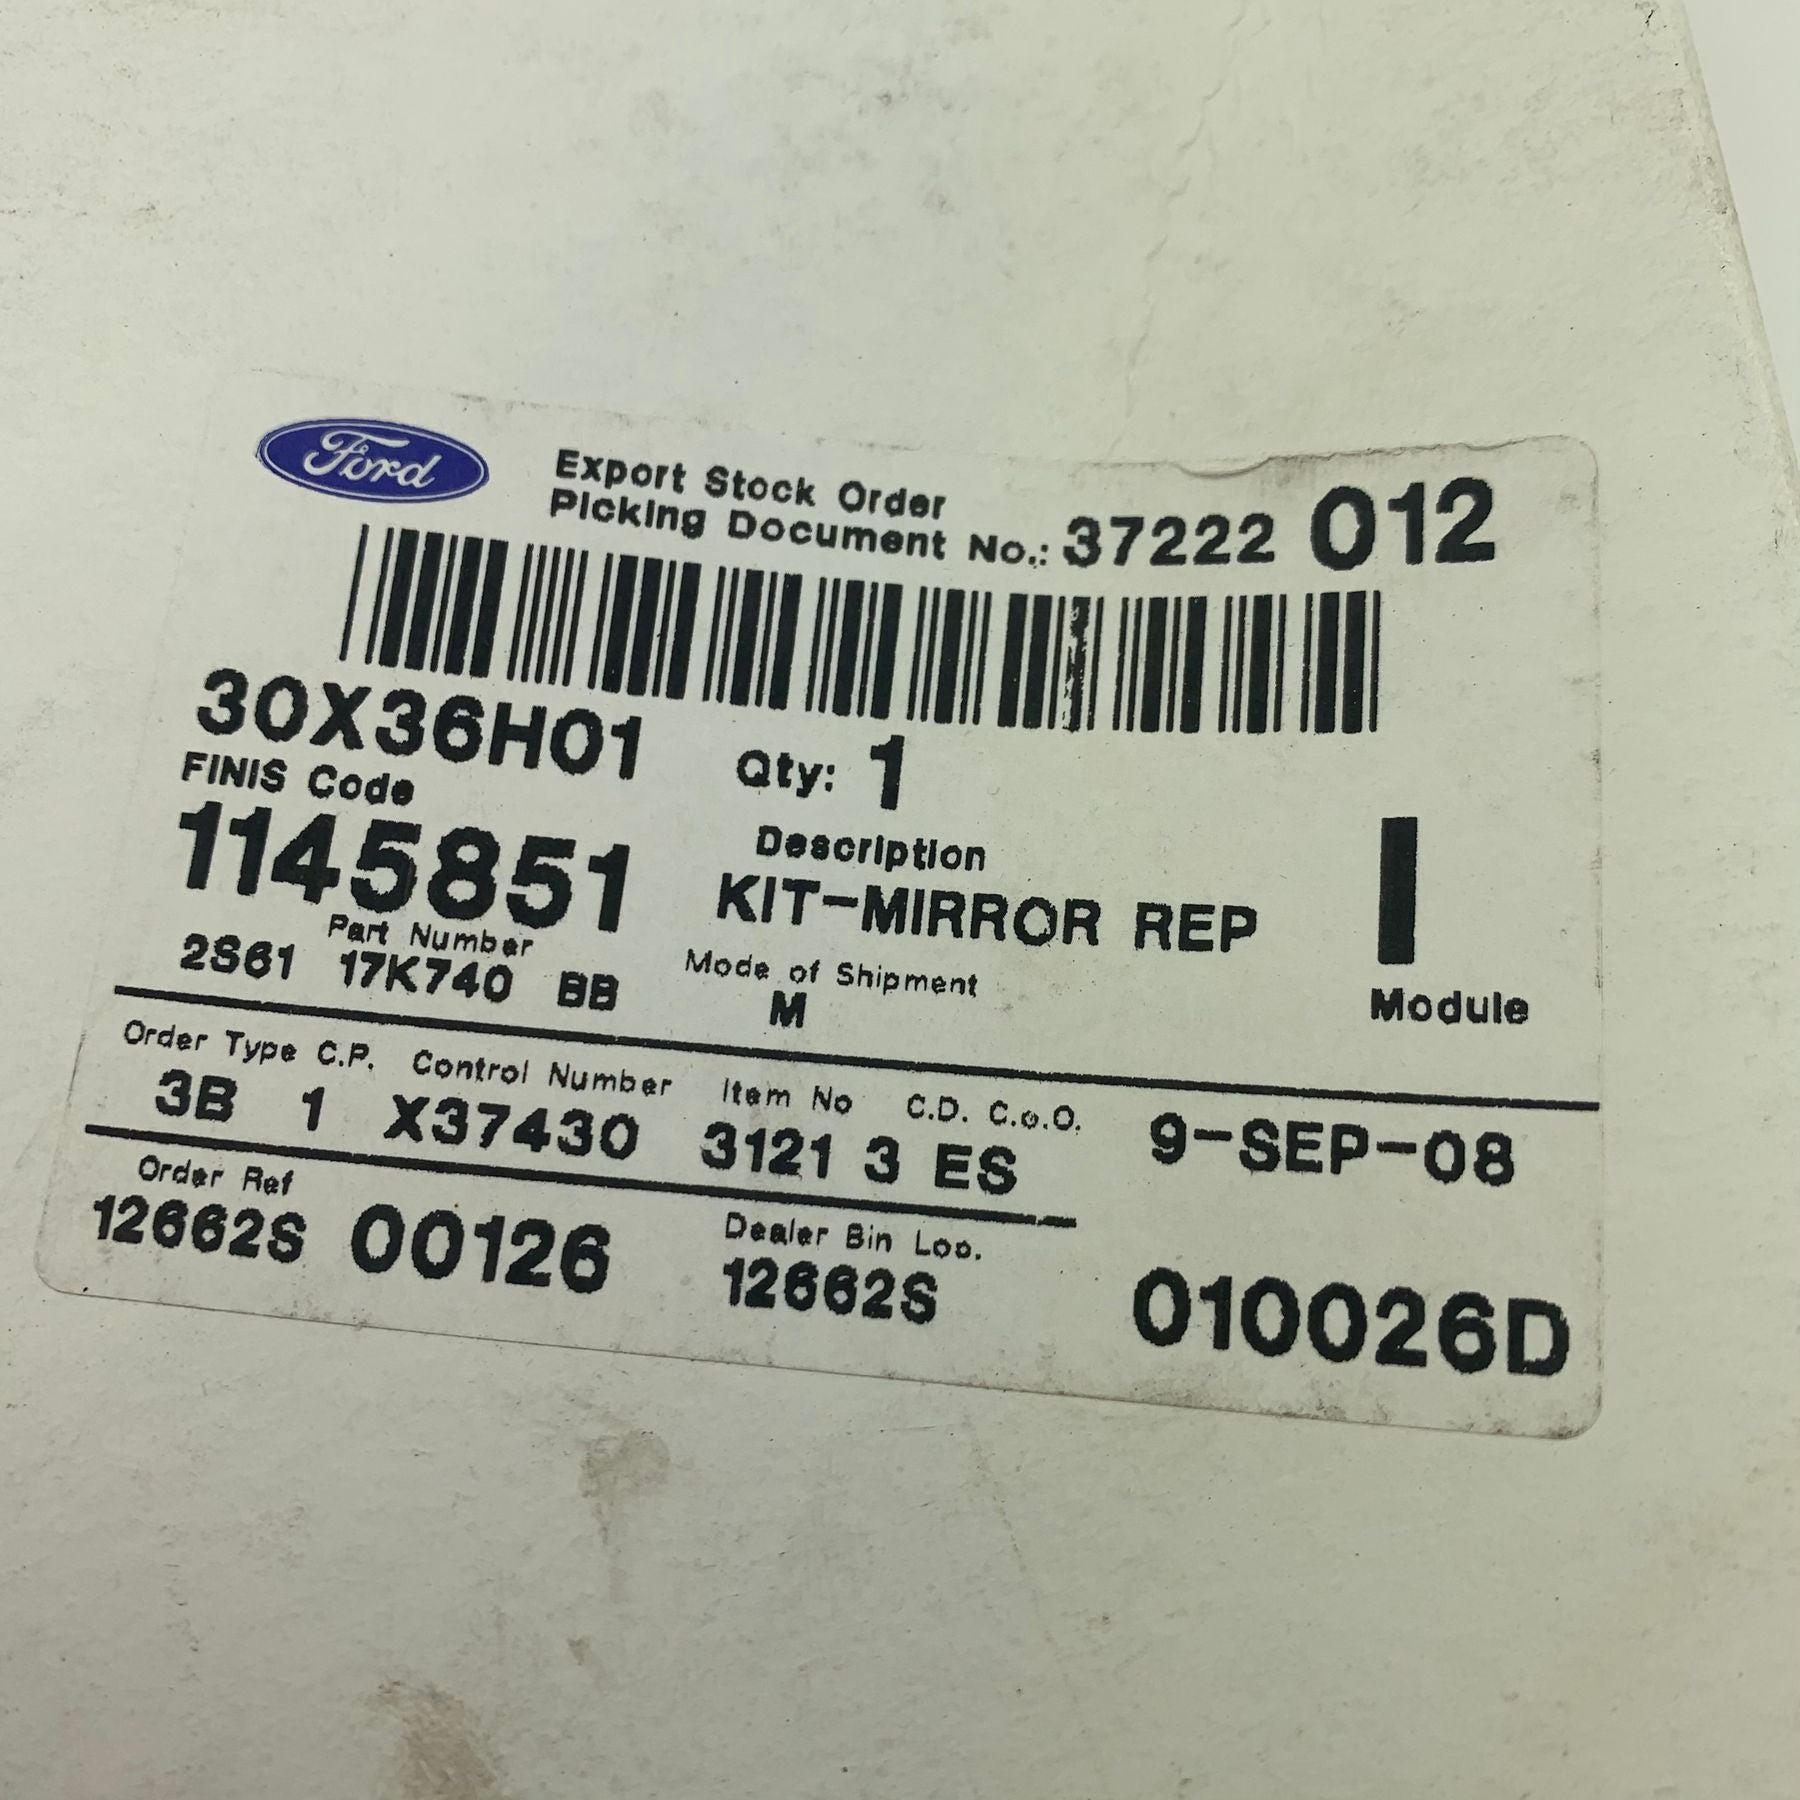 Ford
Export Stock Order
Picking Document No.: 37222 012
30X36H01 Qty: 1
FINIS Code
1145851
Description
KIT-MIRROR REP
Part Number
2S61 17K740 BB
Mode of Shipment
M
Module
Order Type C.P. Control Number Item No C.D. C.o.O.
3B 1 X37430 3121 3 ES 9-SEP-08
Order Ref
12662S 00126
Dealer Bin Loc.
12662S
010026D